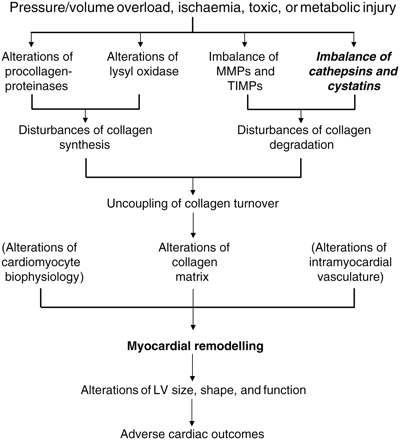 Pressure/volume overload, ischaemia, toxic, or metabolic injury
Alterations of
procollagen-
proteinases
Alterations of
lysyl oxidase
Imbalance of
MMPs and
TIMPs
Imbalance of
cathepsins and
cystatins
Disturbances of collagen
synthesis
Disturbances of collagen
degradation
Uncoupling of collagen turnover
(Alterations of
cardiomyocyte
biophysiology)
Alterations of
collagen
matrix
(Alterations of
intramyocardial
vasculature)
Myocardial remodelling
Alterations of LV size, shape, and function
Adverse cardiac outcomes